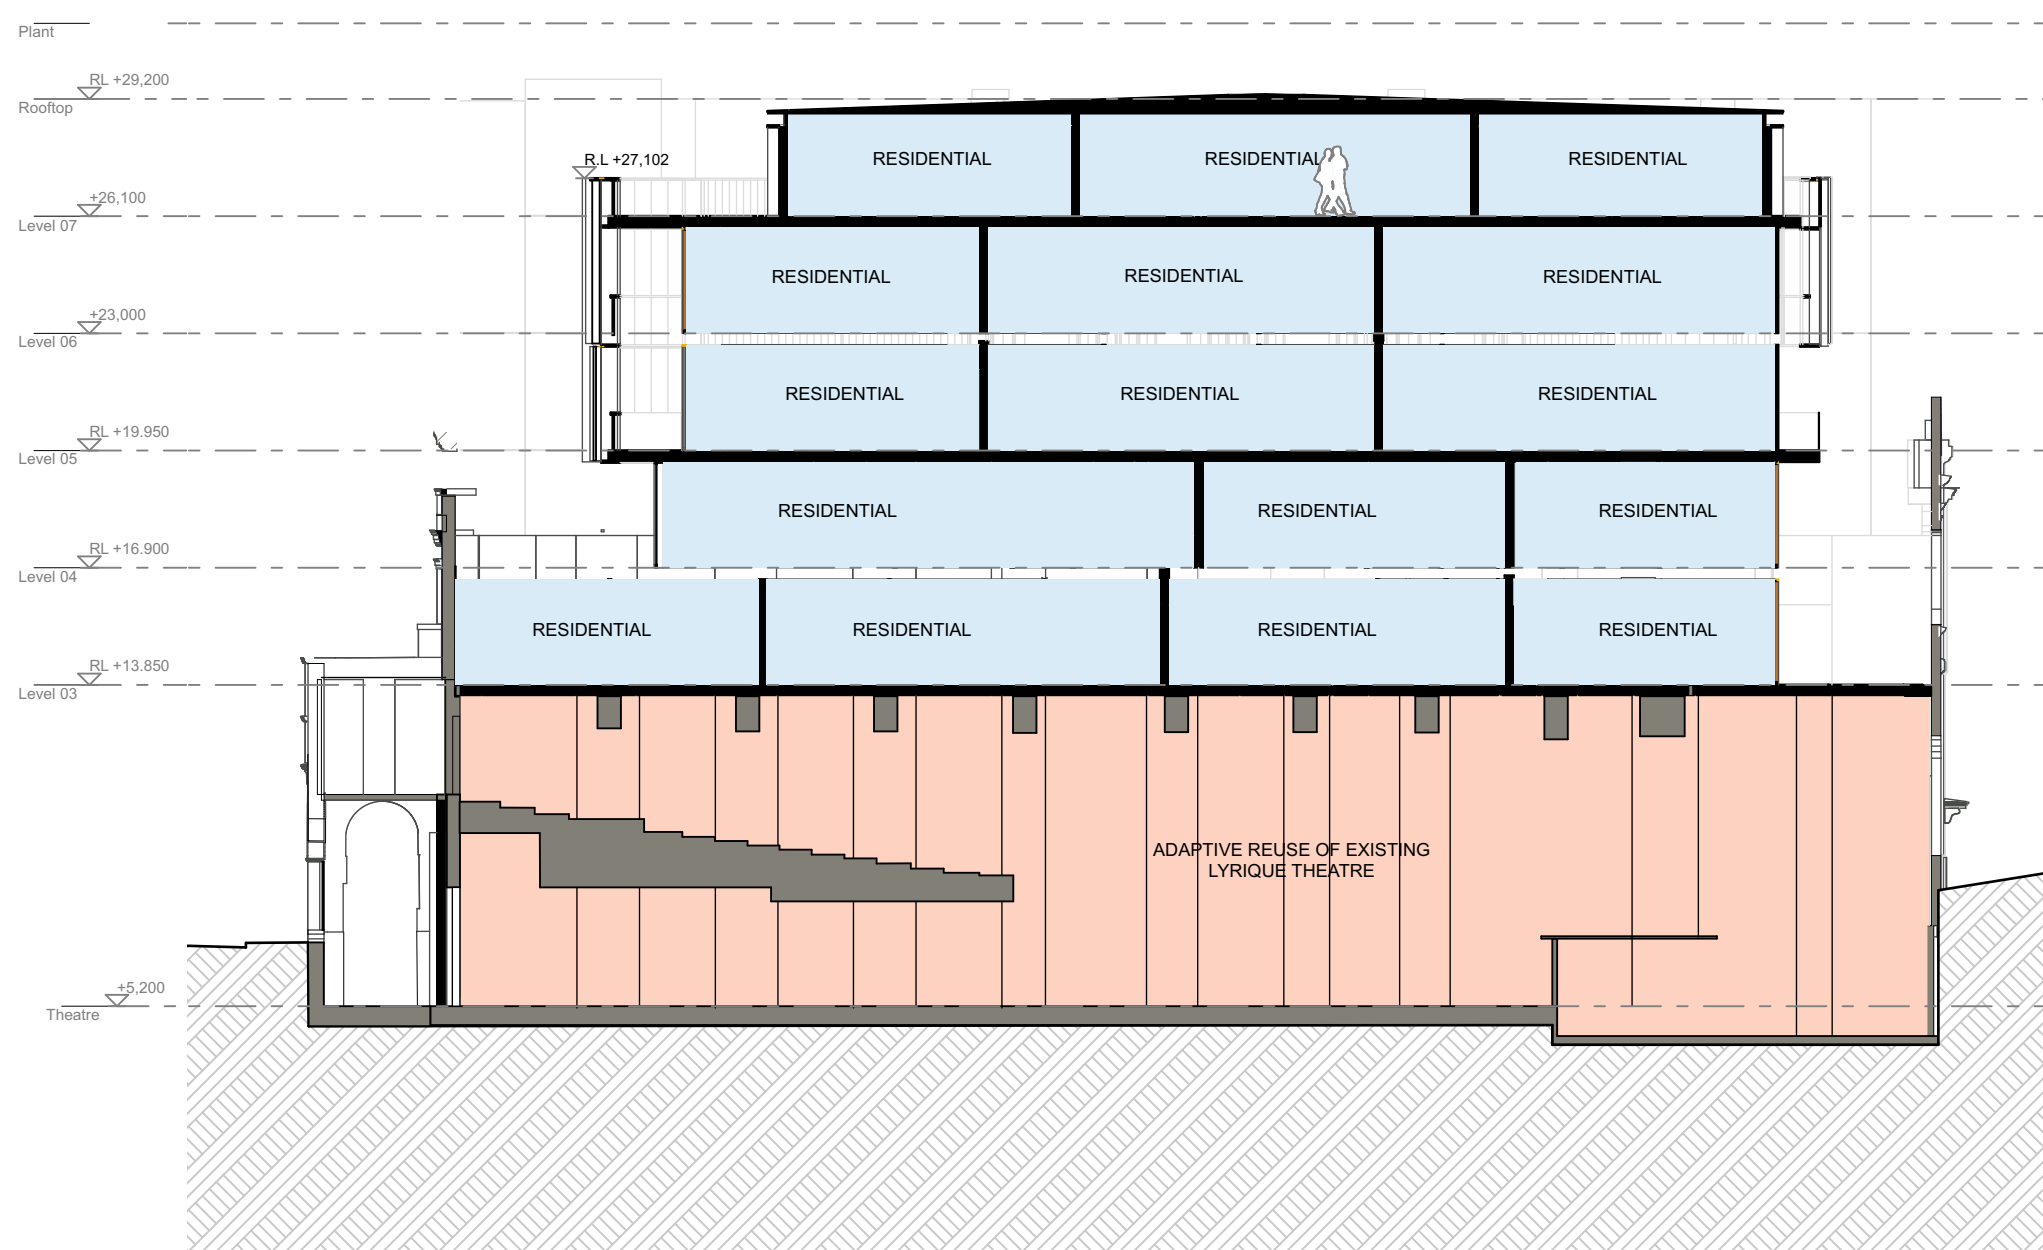 Plant
RL +29,200
Rooftop
RESIDENTIAL RESIDENTIAL RESIDENTIAL
R.L +27,102
+26,100
Level 07
RESIDENTIAL RESIDENTIAL RESIDENTIAL
+23,000
Level 06
RESIDENTIAL RESIDENTIAL RESIDENTIAL
RL +19.950
Level 05
RESIDENTIAL RESIDENTIAL RESIDENTIAL
RL +16.900
Level 04
RESIDENTIAL RESIDENTIAL RESIDENTIAL RESIDENTIAL
RL +13.850
Level 03
ADAPTIVE REUSE OF EXISTING
LYRIQUE THEATRE
+5,200
Theatre